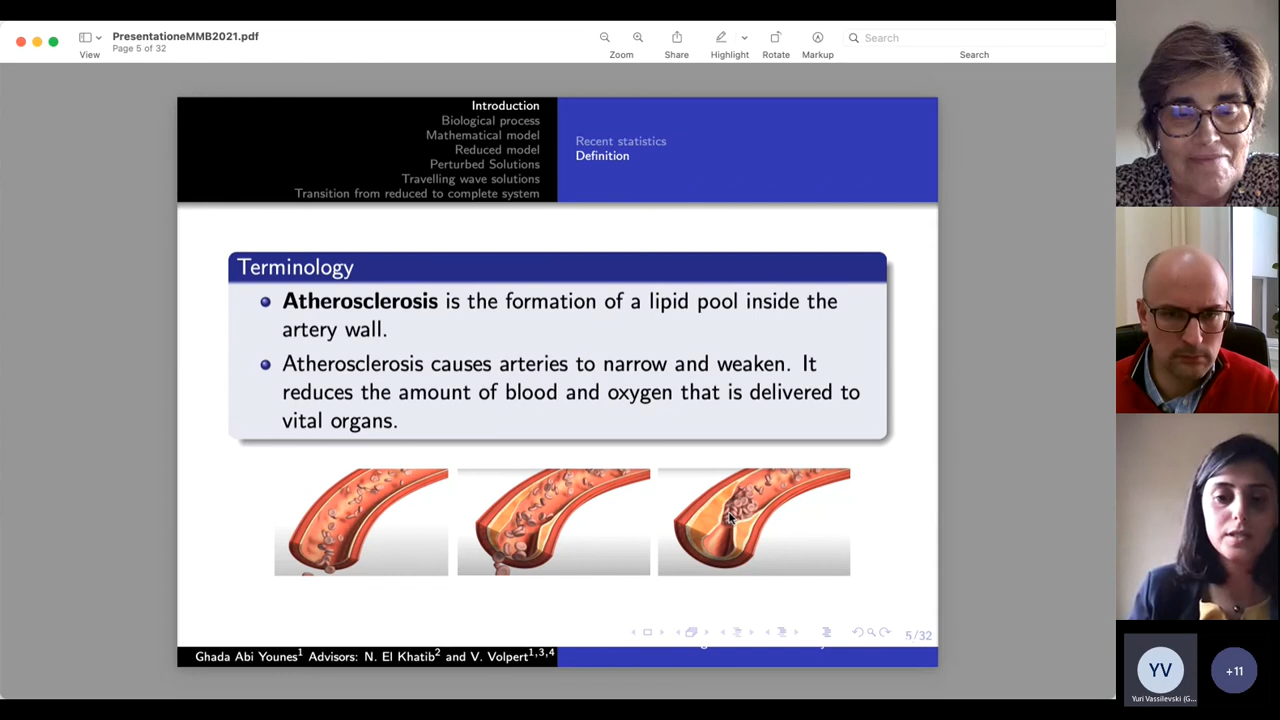 PresentationeMMB2021.pdf
Page 5 of 32
View
Zoom
Share
Highlight
Rotate
Markup
Search
Search
Introduction
Biological process
Mathematical model
Reduced model
Perturbed Solutions
Travelling wave solutions
Transition from reduced to complete system
Recent statistics
Definition
Terminology
Atherosclerosis is the formation of a lipid pool inside the
artery wall.
Atherosclerosis causes arteries to narrow and weaken. It
reduces the amount of blood and oxygen that is delivered to
vital organs.
5/32
Ghada Abi Younes1 Advisors: N. El Khatib2 and V. Volpert1,3,4
YV
Yuri Vassilevski (G...
+11